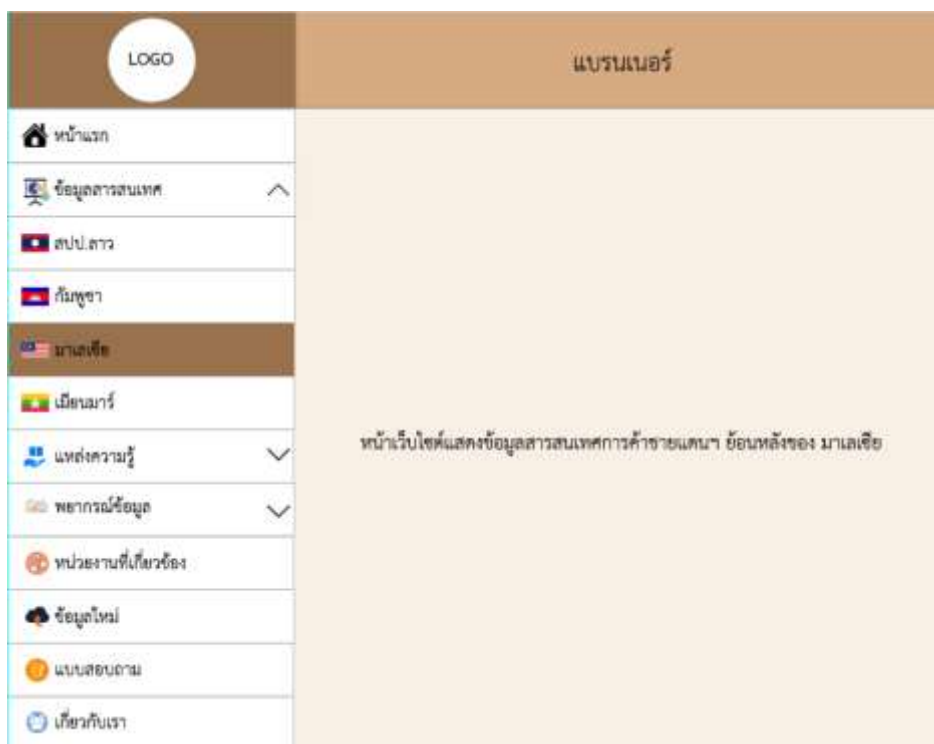 LOGO
แบรนเนอร์
หน้าแรก
ข้อมูลสารสนเทศ
สปป.ลาว
กัมพูชา
มาเลเซีย
เมียนมาร์
แหล่งความรู้
หน้าเว็บไซต์แสดงข้อมูลสารสนเทศการค้าชายแดนฯ ย้อนหลังของ มาเลเซีย
พยากรณ์ข้อมูล
หน่วยงานที่เกี่ยวข้อง
ข้อมูลใหม่
แบบสอบถาม
เกี่ยวกับเรา